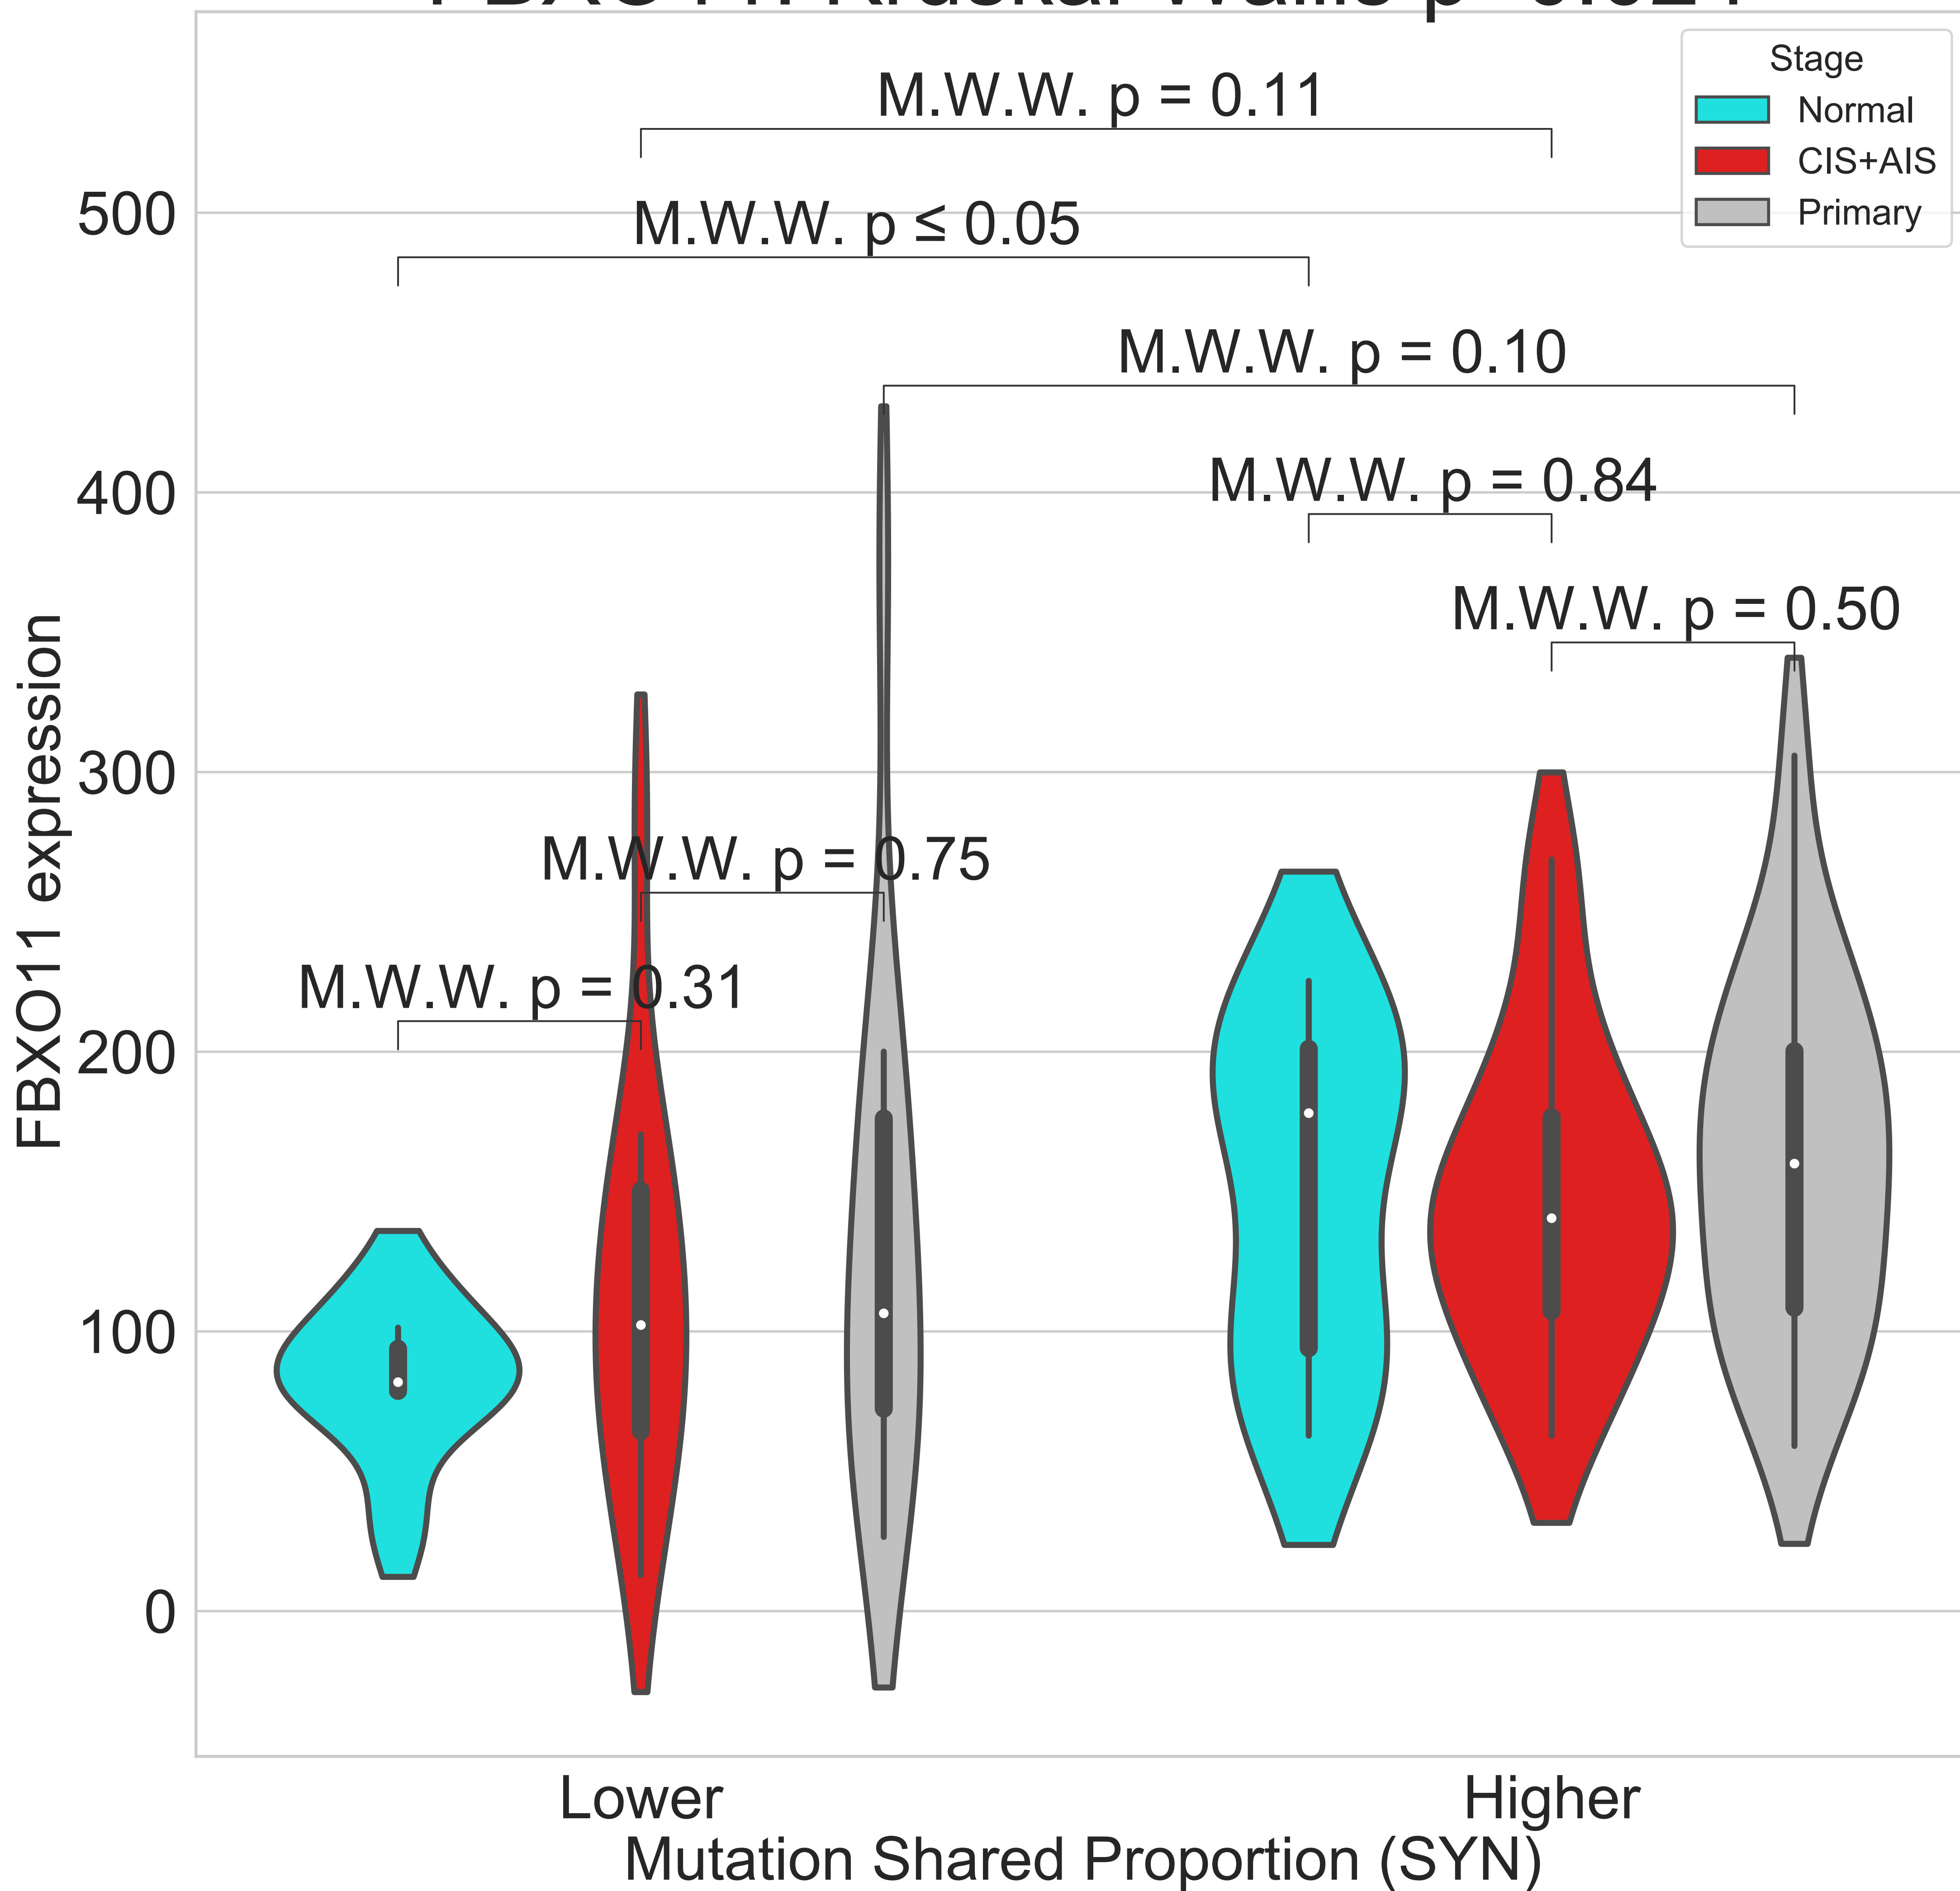 Stage
Normal
CIS+AIS
Primary
M.W.W. p = 0.11
M.W.W. p ≤ 0.05
M.W.W. p = 0.10
M.W.W. p = 0.84
M.W.W. p = 0.50
M.W.W. p = 0.75
M.W.W. p = 0.31
500
400
300
200
100
0
FBXO11 expression
Lower
Higher
Mutation Shared Proportion (SYN)